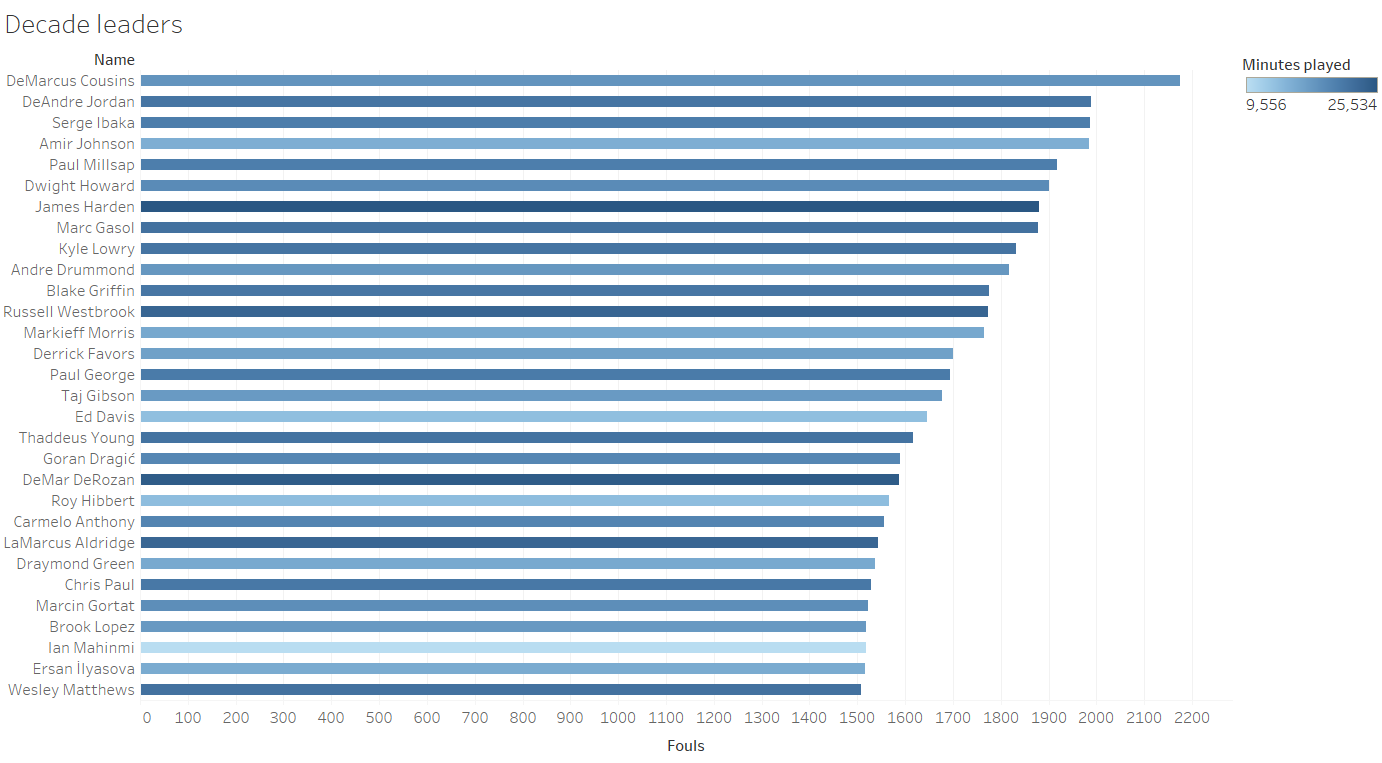 Decade leaders
Name
DeMarcus Cousins
DeAndre Jordan
Serge Ibaka
Amir Johnson
Paul Millsap
Dwight Howard
James Harden
Marc Gasol
Kyle Lowry
Andre Drummond
Blake Griffin
Russell Westbrook
Markieff Morris
Derrick Favors
Paul George
Taj Gibson
Ed Davis
Thaddeus Young
Goran Dragić
DeMar DeRozan
Roy Hibbert
Carmelo Anthony
LaMarcus Aldridge
Draymond Green
Chris Paul
Marcin Gortat
Brook Lopez
Ian Mahinmi
Ersan İlyasova
Wesley Matthews
0 100 200 300 400 500 600 700 800 900 1000 1100 1200 1300 1400 1500 1600 1700 1800 1900 2000 2100 2200
Fouls
Minutes played
9,556 25,534